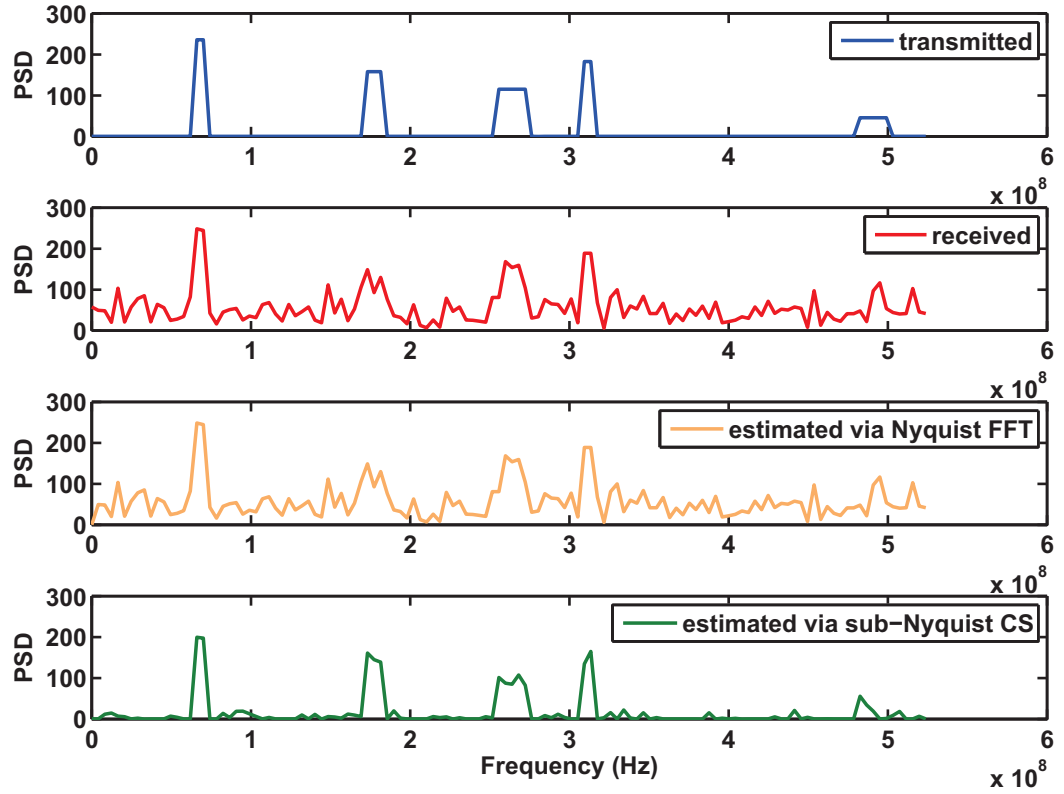 300
200
100
0
PSD
transmitted
0 1 2 3 4 5 6
x 10^8
300
200
100
0
PSD
received
0 1 2 3 4 5 6
x 10^8
300
200
100
0
PSD
estimated via Nyquist FFT
0 1 2 3 4 5 6
x 10^8
300
200
100
0
PSD
estimated via sub−Nyquist CS
0 1 2 3 4 5 6
Frequency (Hz)
x 10^8